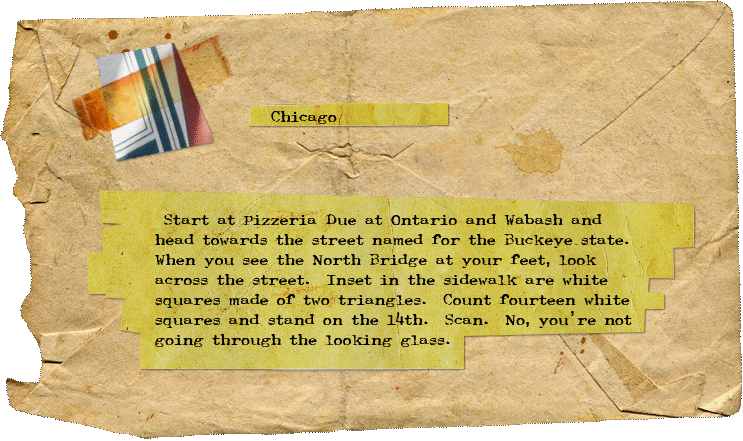 Chicago
Start at Pizzeria Due at Ontario and Wabash and
head towards the street named for the Buckeye state.
When you see the North Bridge at your feet, look
across the street.  Inset in the sidewalk are white
squares made of two triangles.  Count fourteen white
squares and stand on the 14th.  Scan.  No, you're not
going through the looking glass.